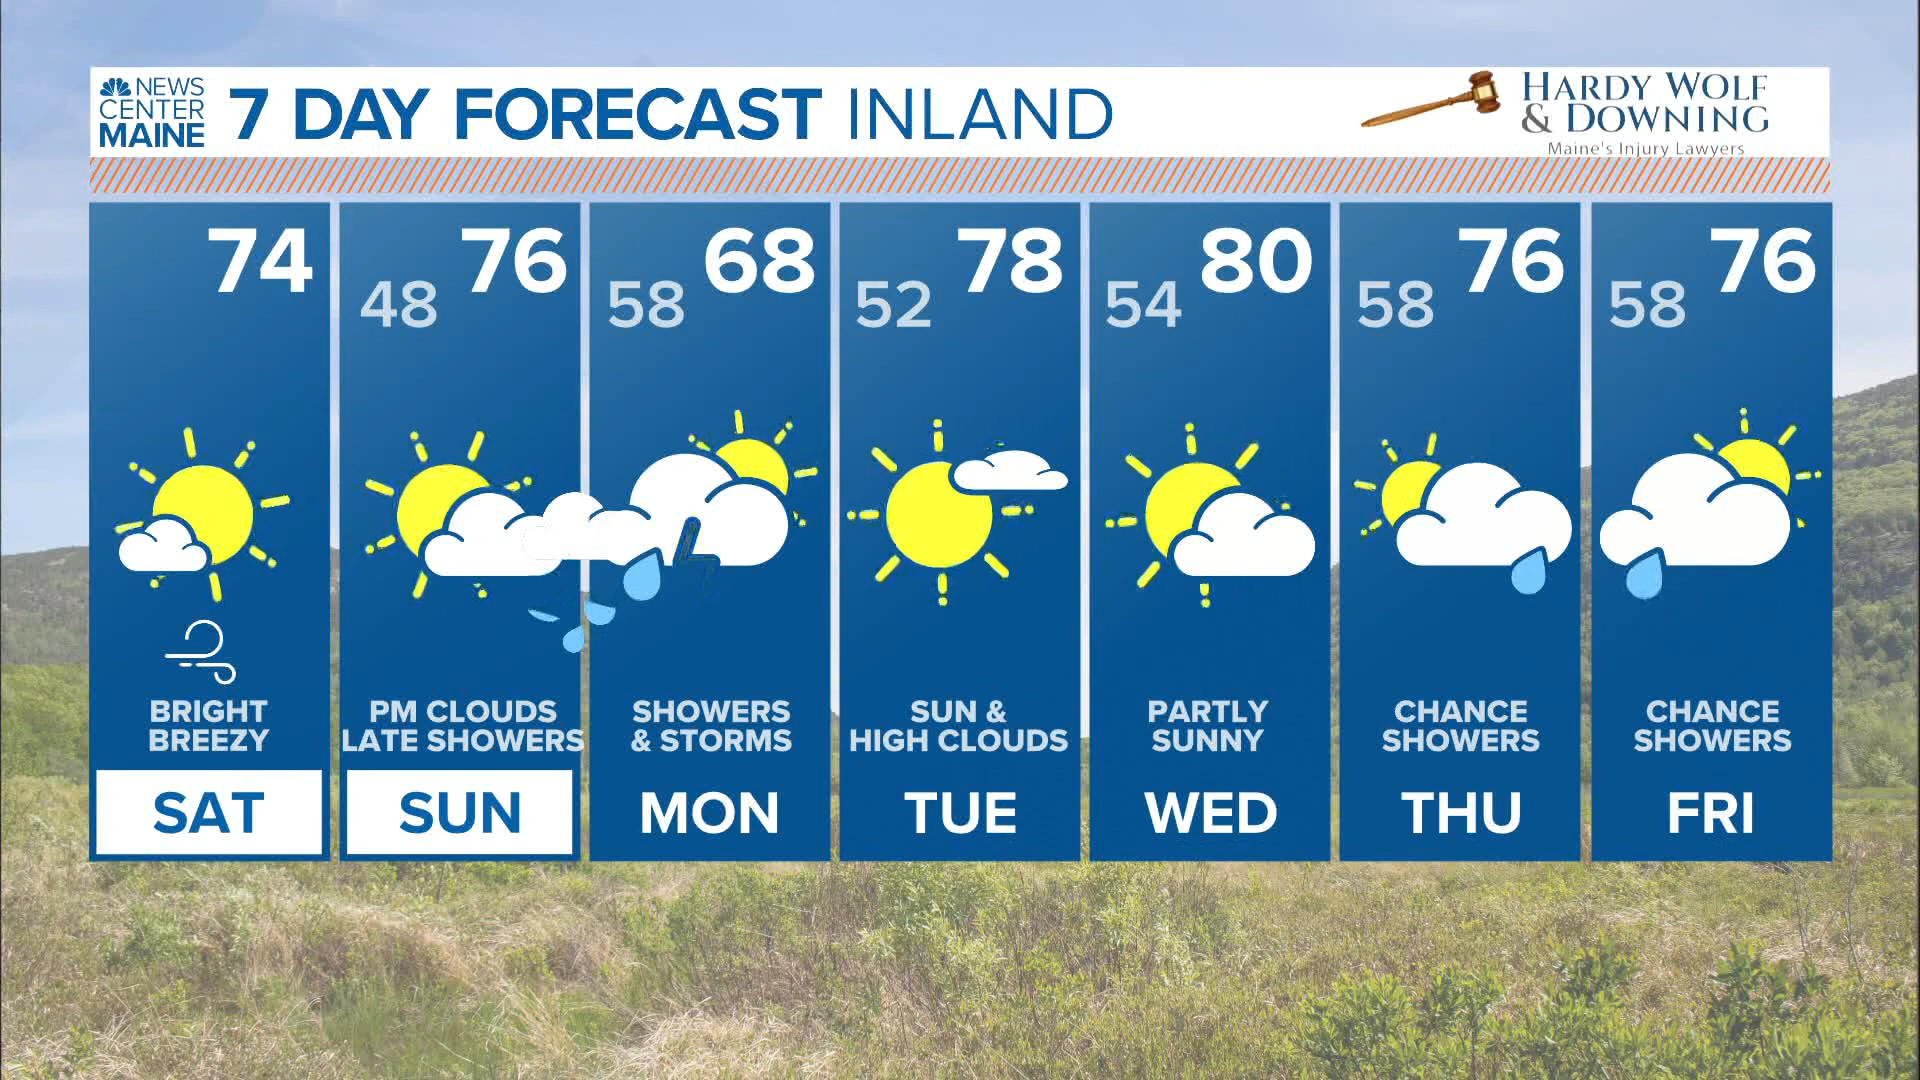 NEWS
CENTER
MAINE
7 DAY FORECAST INLAND
HARDY WOLF
& DOWNING
Maine's Injury Lawyers
74
48 76
58 68
52 78
54 80
58 76
58 76
BRIGHT
BREEZY
PM CLOUDS
LATE SHOWERS
SHOWERS
& STORMS
SUN &
HIGH CLOUDS
PARTLY
SUNNY
CHANCE
SHOWERS
CHANCE
SHOWERS
SAT
SUN
MON
TUE
WED
THU
FRI